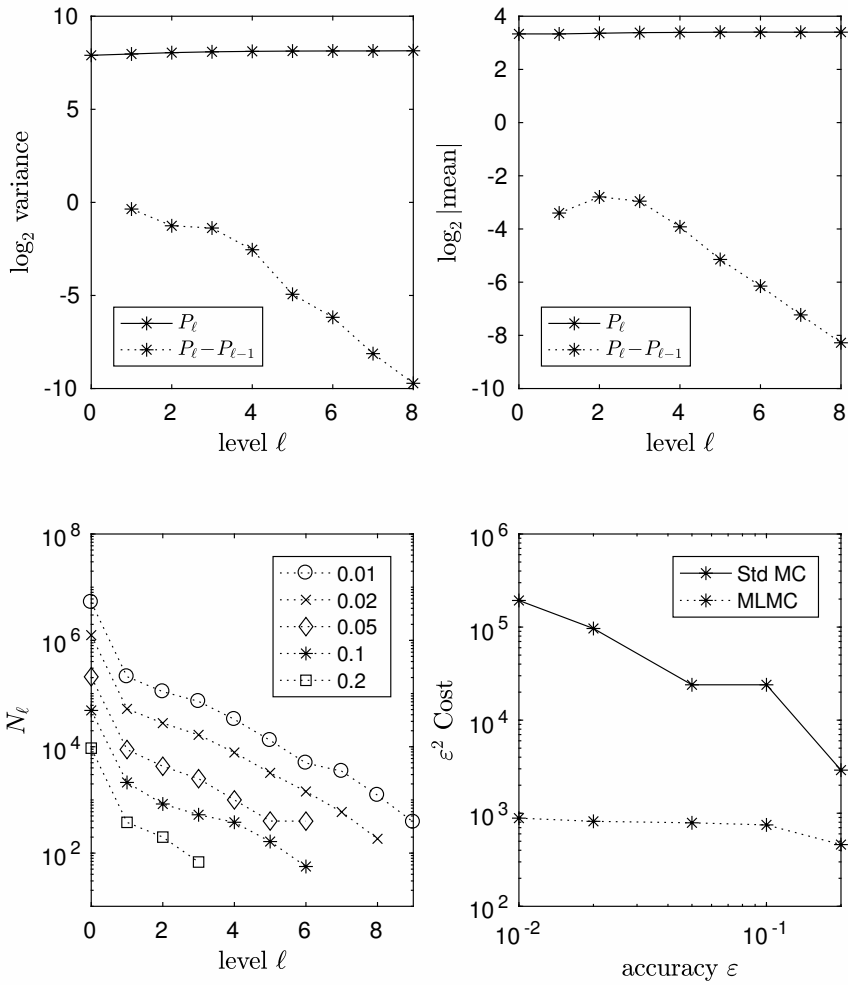 10
5
0
-5
-10
log₂ variance
P_ℓ
P_ℓ−P_ℓ₋₁
0 2 4 6 8
level ℓ
4
2
0
-2
-4
-6
-8
-10
log₂ |mean|
P_ℓ
P_ℓ−P_ℓ₋₁
0 2 4 6 8
level ℓ
10⁸
10⁶
10⁴
10²
N_ℓ
0.01
0.02
0.05
0.1
0.2
0 2 4 6 8
level ℓ
10⁶
10⁵
10⁴
10³
10²
ε² Cost
Std MC
MLMC
10⁻² 10⁻¹
accuracy ε